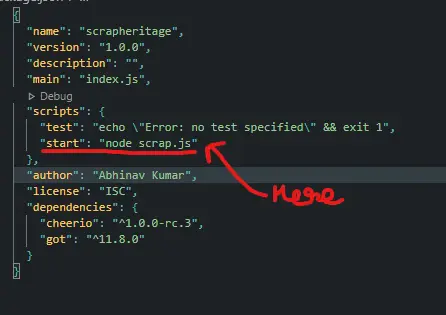 {
"name": "scrapheritage",
"version": "1.0.0",
"description": "",
"main": "index.js",
Debug
"scripts": {
"test": "echo \"Error: no test specified\" && exit 1",
"start": "node scrap.js"
},
"author": "Abhinav Kumar",
"license": "ISC",
"dependencies": {
"cheerio": "^1.0.0-rc.3",
"got": "^11.8.0"
}
}
Here